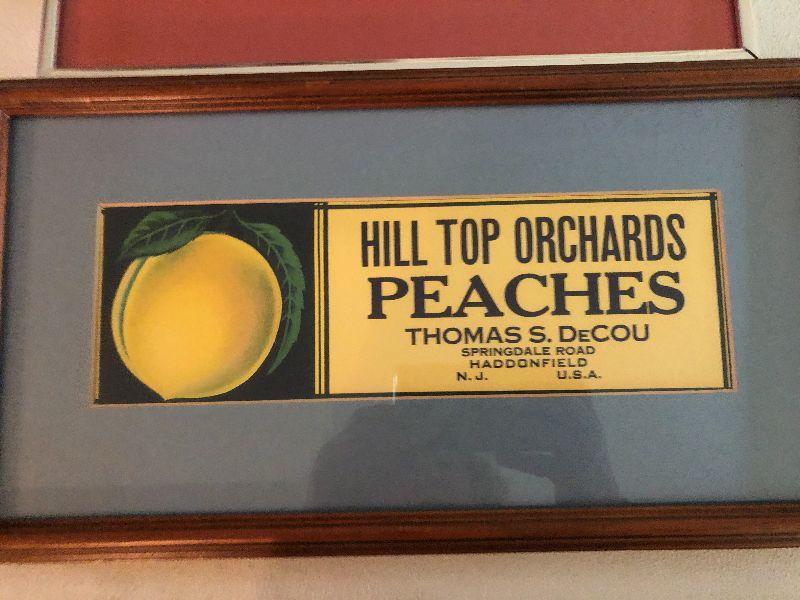 HILL TOP ORCHARDS
PEACHES
THOMAS S. DECOU
SPRINGDALE ROAD
HADDONFIELD
N. J. U.S.A.